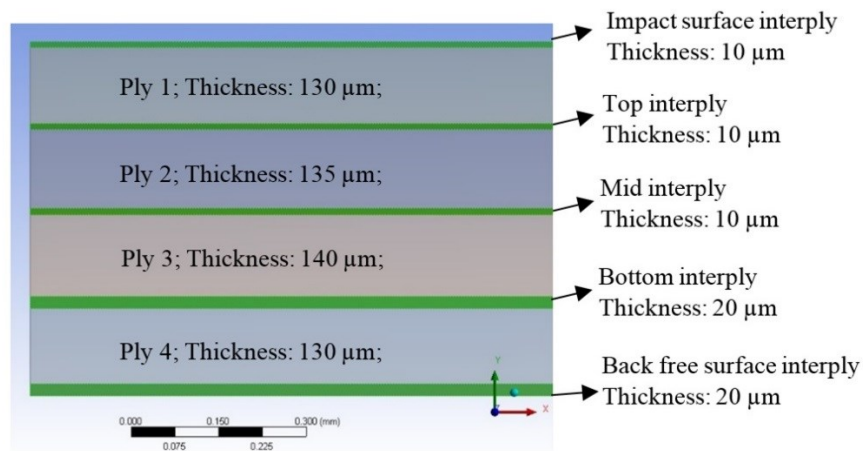 Impact surface interply
Thickness: 10 µm
Ply 1; Thickness: 130 µm;
Top interply
Thickness: 10 µm
Ply 2; Thickness: 135 µm;
Mid interply
Thickness: 10 µm
Ply 3; Thickness: 140 µm;
Bottom interply
Thickness: 20 µm
Ply 4; Thickness: 130 µm;
Back free surface interply
Thickness: 20 µm
Y
X
0.000 0.150 0.300 (mm)
0.075 0.225